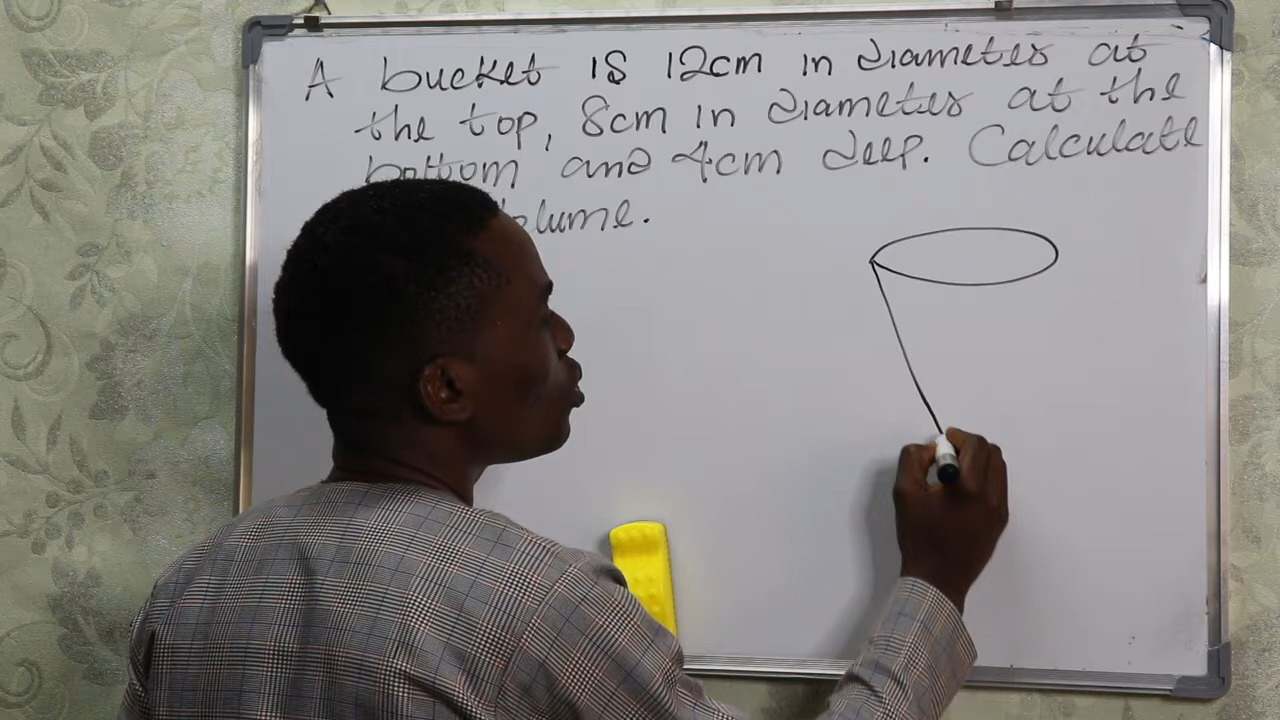 A bucket is 12cm in diameter at
the top, 8cm in diameter at the
bottom and 4cm deep. Calculate
volume.